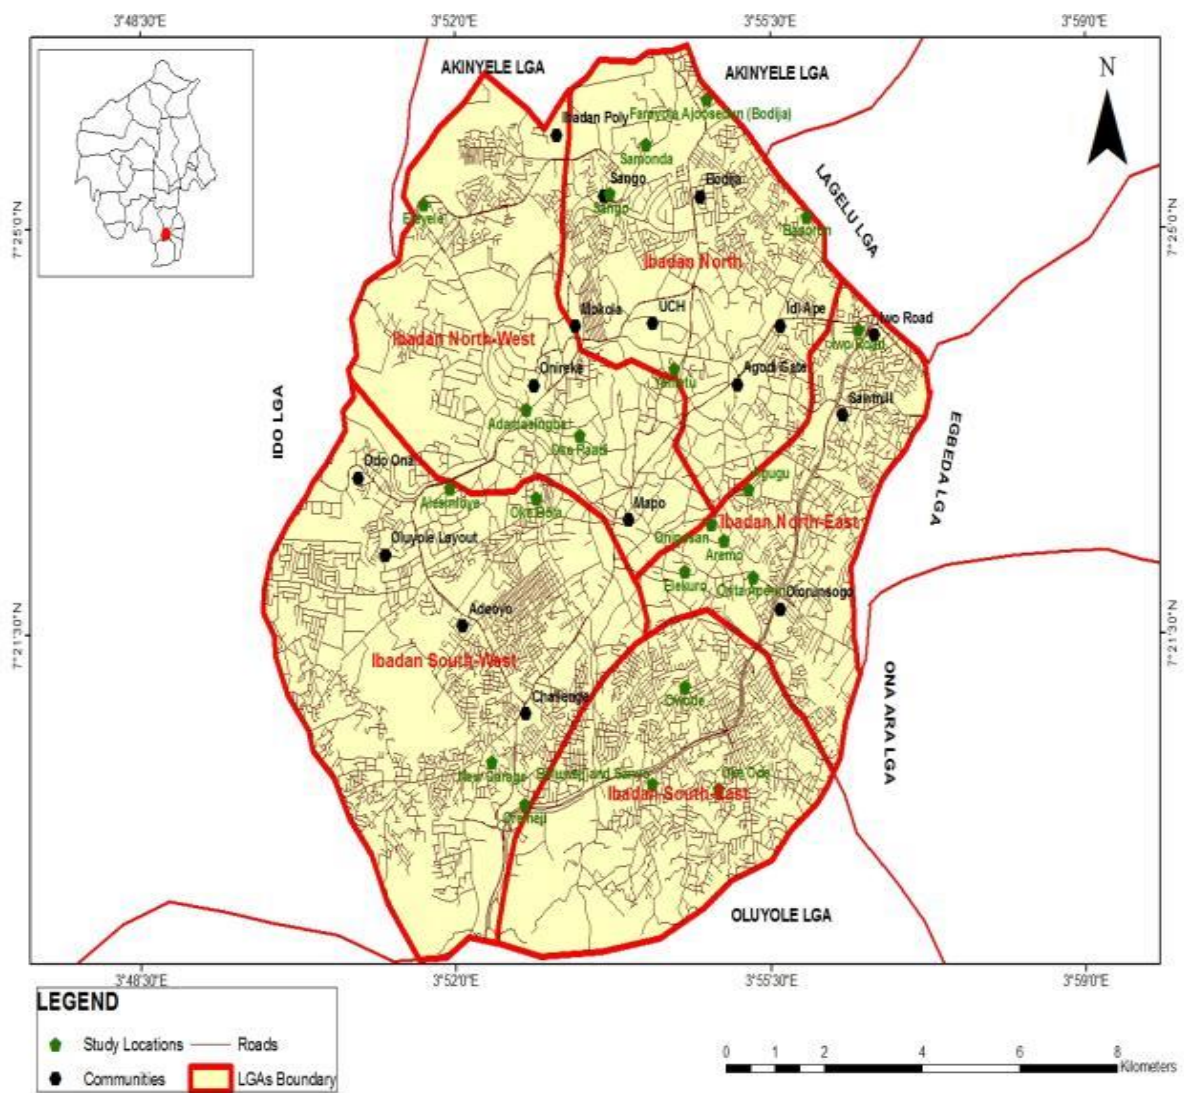 3°48'30"E
3°52'0"E
3°55'30"E
3°59'0"E
AKINYELE LGA
AKINYELE LGA
N
Ibadan Poly
Samonda
Sango
Bodija
Sango
Eleyele
LAGELU LGA
7°25'0"N
7°25'0"N
Ibadan North
Mokola
UCH
Idi Ape
Iwo Road
Iwo Road
Ibadan North-West
Onireke
Agodi Gate
Sawmill
Adamasingba
Oke Paadi
IDO LGA
EGBEDA LGA
Odo Ona
Mapo
Ibadan North-East
Oluyole Layout
Aremo
Elekuro
Olorunsogo
Adeoyo
7°21'30"N
7°21'30"N
Ibadan South-West
ONA ARA LGA
Challenge
New Garage
Oke Odo
Ibadan South-East
OLUYOLE LGA
3°48'30"E
3°52'0"E
3°55'30"E
3°59'0"E
LEGEND
Study Locations
Roads
Communities
LGAs Boundary
0 1 2 4 6 8
Kilometers